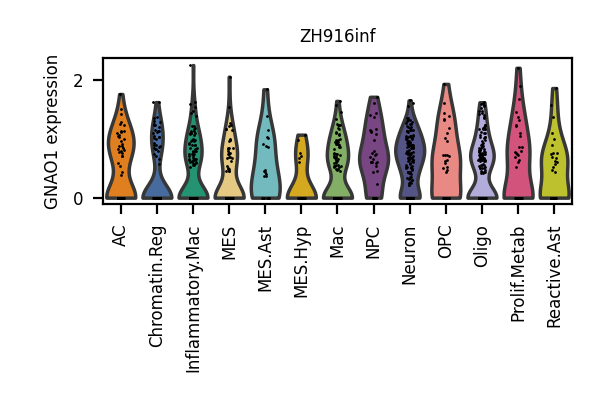 ZH916inf
GNAO1 expression
2
0
AC
Chromatin.Reg
Inflammatory.Mac
MES
MES.Ast
MES.Hyp
Mac
NPC
Neuron
OPC
Oligo
Prolif.Metab
Reactive.Ast